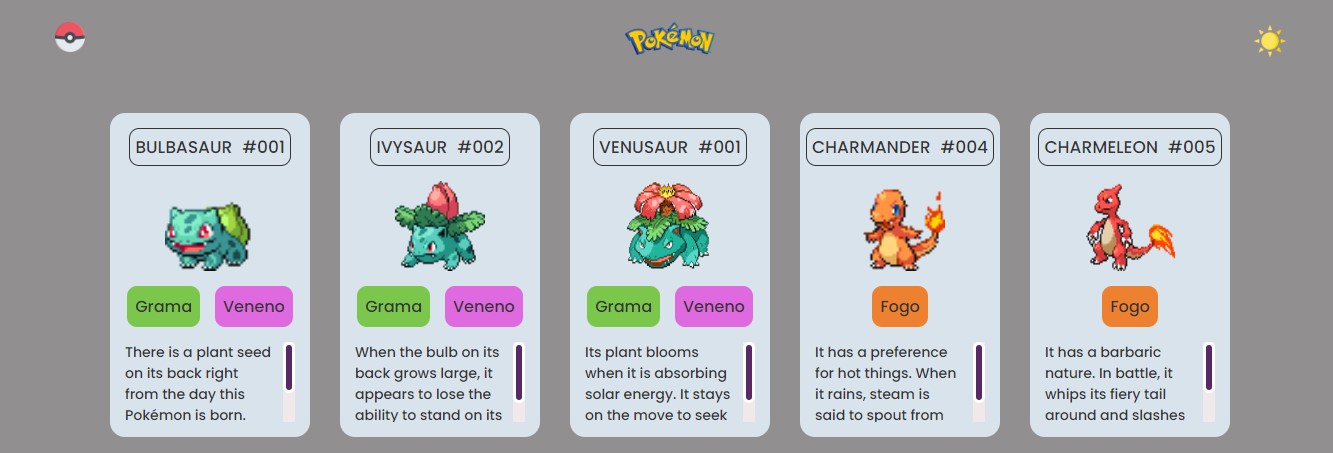 Pokémon
BULBASAUR #001
Grama Veneno
There is a plant seed
on its back right
from the day this
Pokémon is born.
IVYSAUR #002
Grama Veneno
When the bulb on its
back grows large, it
appears to lose the
ability to stand on its
VENUSAUR #001
Grama Veneno
Its plant blooms
when it is absorbing
solar energy. It stays
on the move to seek
CHARMANDER #004
Fogo
It has a preference
for hot things. When
it rains, steam is
said to spout from
CHARMELEON #005
Fogo
It has a barbaric
nature. In battle, it
whips its fiery tail
around and slashes